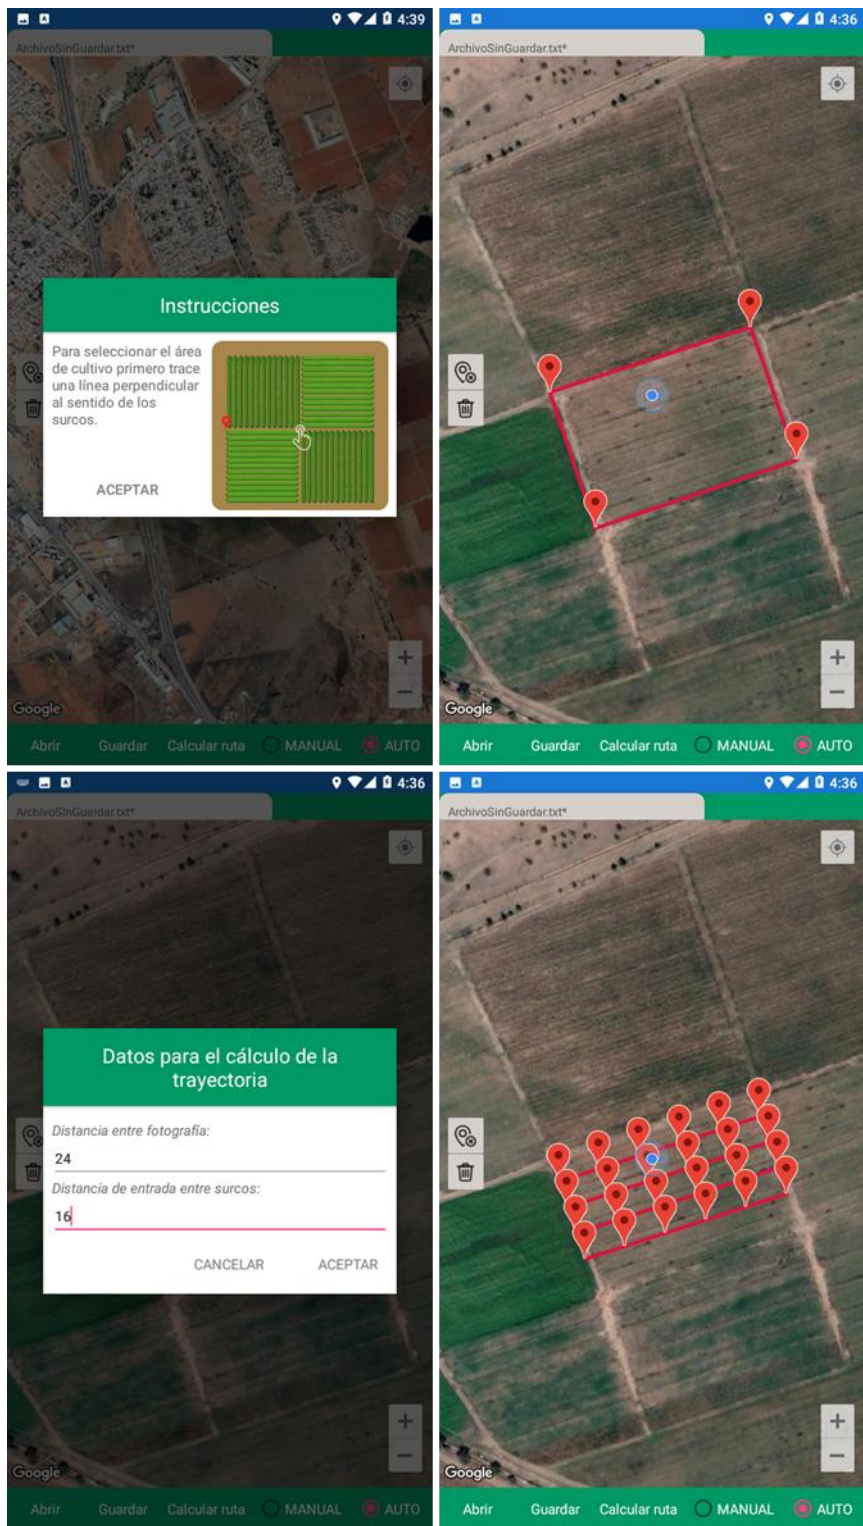 4:39
ArchivoSinGuardar.txt*
Instrucciones
Para seleccionar el área
de cultivo primero trace
una línea perpendicular
al sentido de los
surcos.
ACEPTAR
Google
Abrir Guardar Calcular ruta MANUAL AUTO
4:36
ArchivoSinGuardar.txt*
Google
Abrir Guardar Calcular ruta MANUAL AUTO
4:36
ArchivoSinGuardar.txt*
Datos para el cálculo de la
trayectoria
Distancia entre fotografía:
24
Distancia de entrada entre surcos:
16
CANCELAR ACEPTAR
Google
Abrir Guardar Calcular ruta MANUAL AUTO
4:36
ArchivoSinGuardar.txt*
Google
Abrir Guardar Calcular ruta MANUAL AUTO